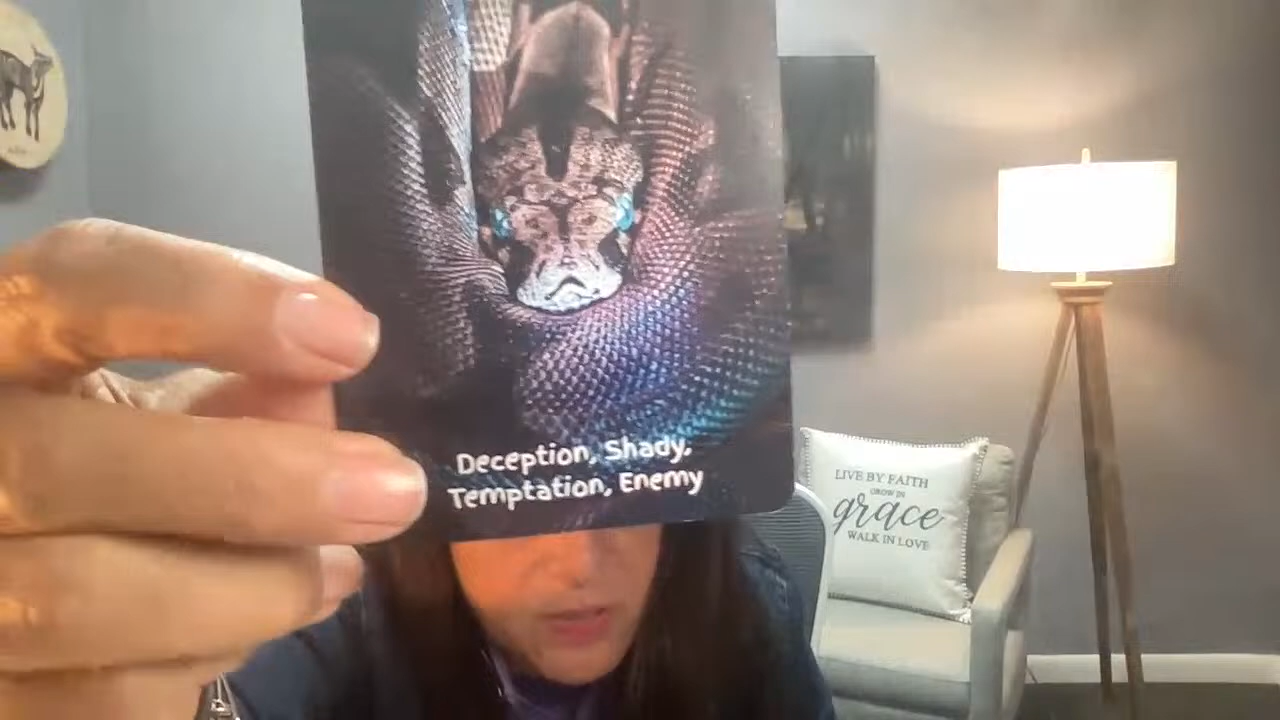 Deception, Shady,
Temptation, Enemy
LIVE BY FAITH
GROW IN
grace
WALK IN LOVE